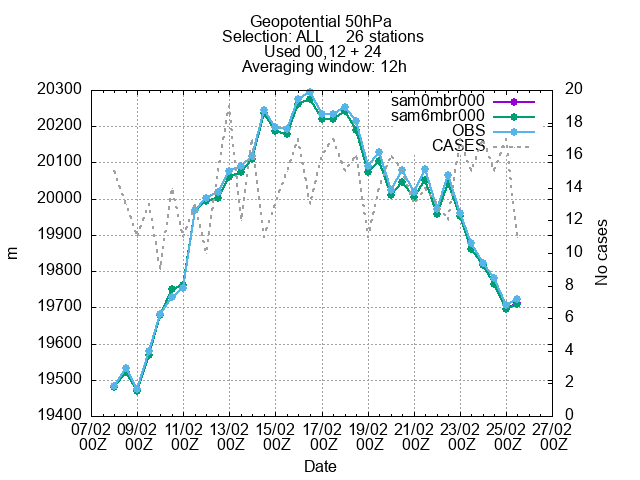 Geopotential 50hPa
Selection: ALL 26 stations
Used 00,12 + 24
Averaging window: 12h
sam0mbr000
sam6mbr000
OBS
CASES
20300
20200
20100
20000
19900
19800
19700
19600
19500
19400
m
20
18
16
14
12
10
8
6
4
2
0
No cases
07/02 09/02 11/02 13/02 15/02 17/02 19/02 21/02 23/02 25/02 27/02
00Z 00Z 00Z 00Z 00Z 00Z 00Z 00Z 00Z 00Z 00Z
Date